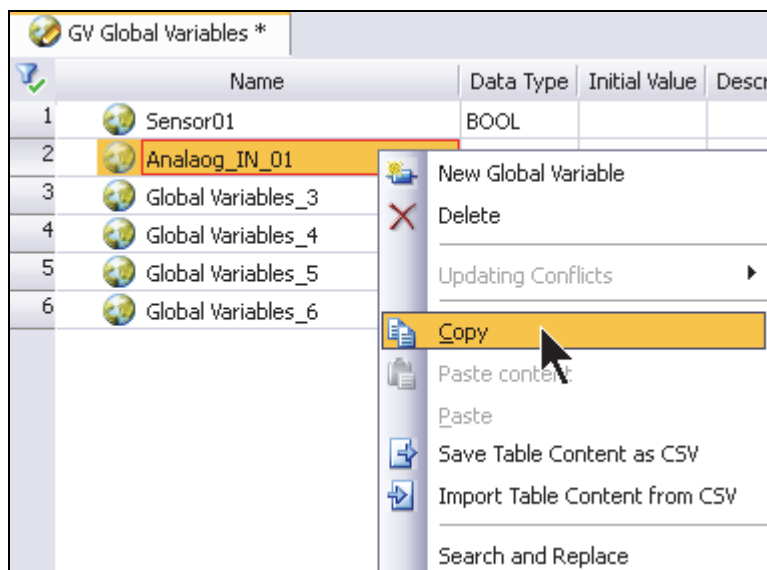 GV Global Variables *
Name Data Type Initial Value Descr
1 Sensor01 BOOL
2 Analaog_IN_01
3 Global Variables_3
4 Global Variables_4
5 Global Variables_5
6 Global Variables_6
New Global Variable
Delete
Updating Conflicts
Copy
Paste content
Paste
Save Table Content as CSV
Import Table Content from CSV
Search and Replace